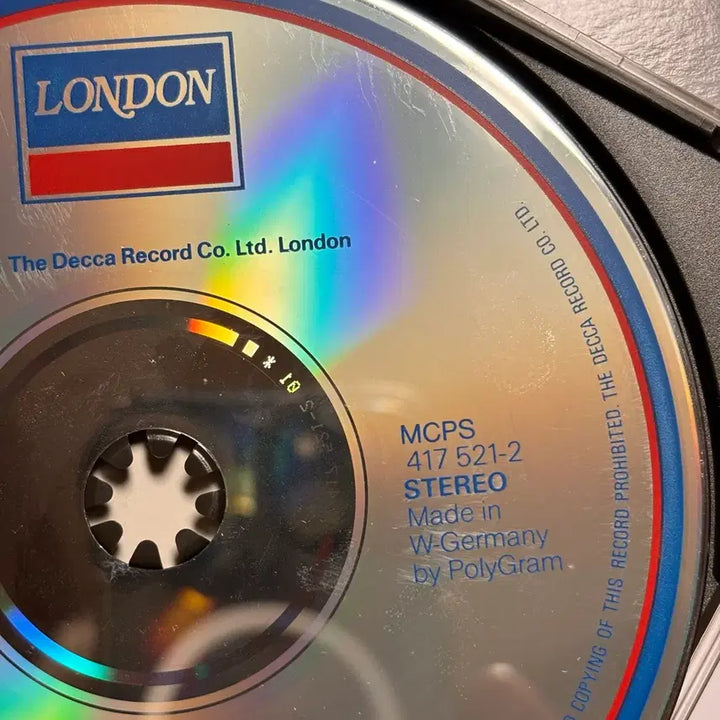 LONDON
The Decca Record Co. Ltd. London
MCPS
417 521-2
STEREO
Made in
W-Germany
by PolyGram
COPYING OF THIS RECORD PROHIBITED. THE DECCA RECORD CO. LTD